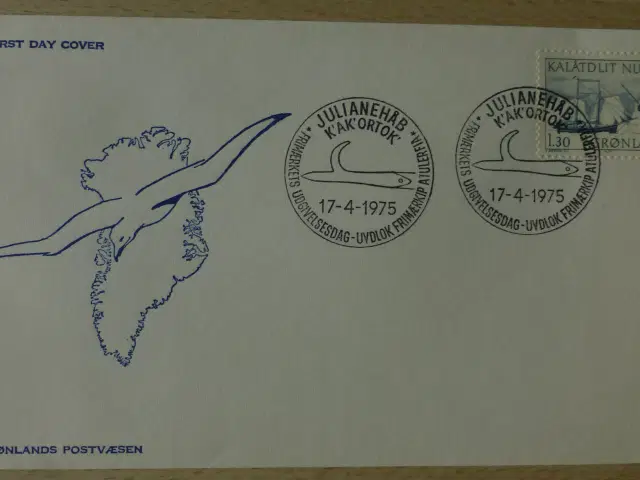 RST DAY COVER
KALÂTDLIT NU
1.30 RØNL
JULIANEHÅB
K'AK'ORTOK
FRIMÆRKETS UDGIVELSESDAG-UVDLOK FRIMÆRKIP ATULERFIA
17-4-1975
JULIANEHÅB
K'AK'ORTOK
FRIMÆRKETS UDGIVELSESDAG-UVDLOK FRIMÆRKIP ATULERFIA
17-4-1975
ØNLANDS POSTVÆSEN